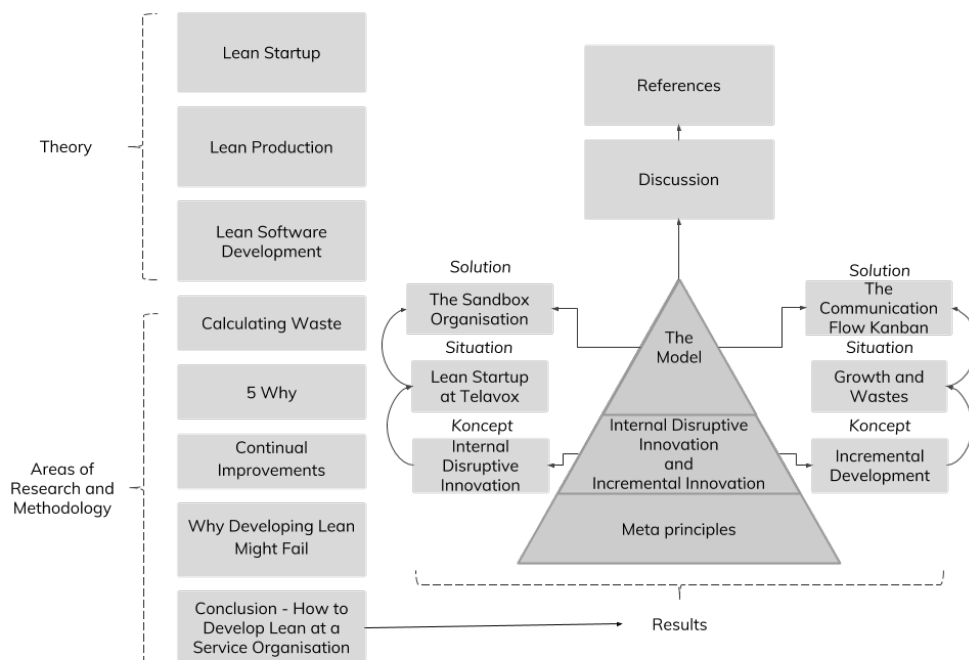 Lean Startup
Lean Production
Theory
Lean Software
Development
Calculating Waste
5 Why
Continual
Improvements
Areas of
Research and
Methodology
Why Developing Lean
Might Fail
Conclusion - How to
Develop Lean at a
Service Organisation
References
Discussion
Solution
The Sandbox
Organisation
Situation
Lean Startup
at Telavox
Koncept
Internal
Disruptive
Innovation
The
Model
Internal Disruptive
Innovation
and
Incremental Innovation
Meta principles
Solution
The
Communication
Flow Kanban
Situation
Growth and
Wastes
Koncept
Incremental
Development
Results